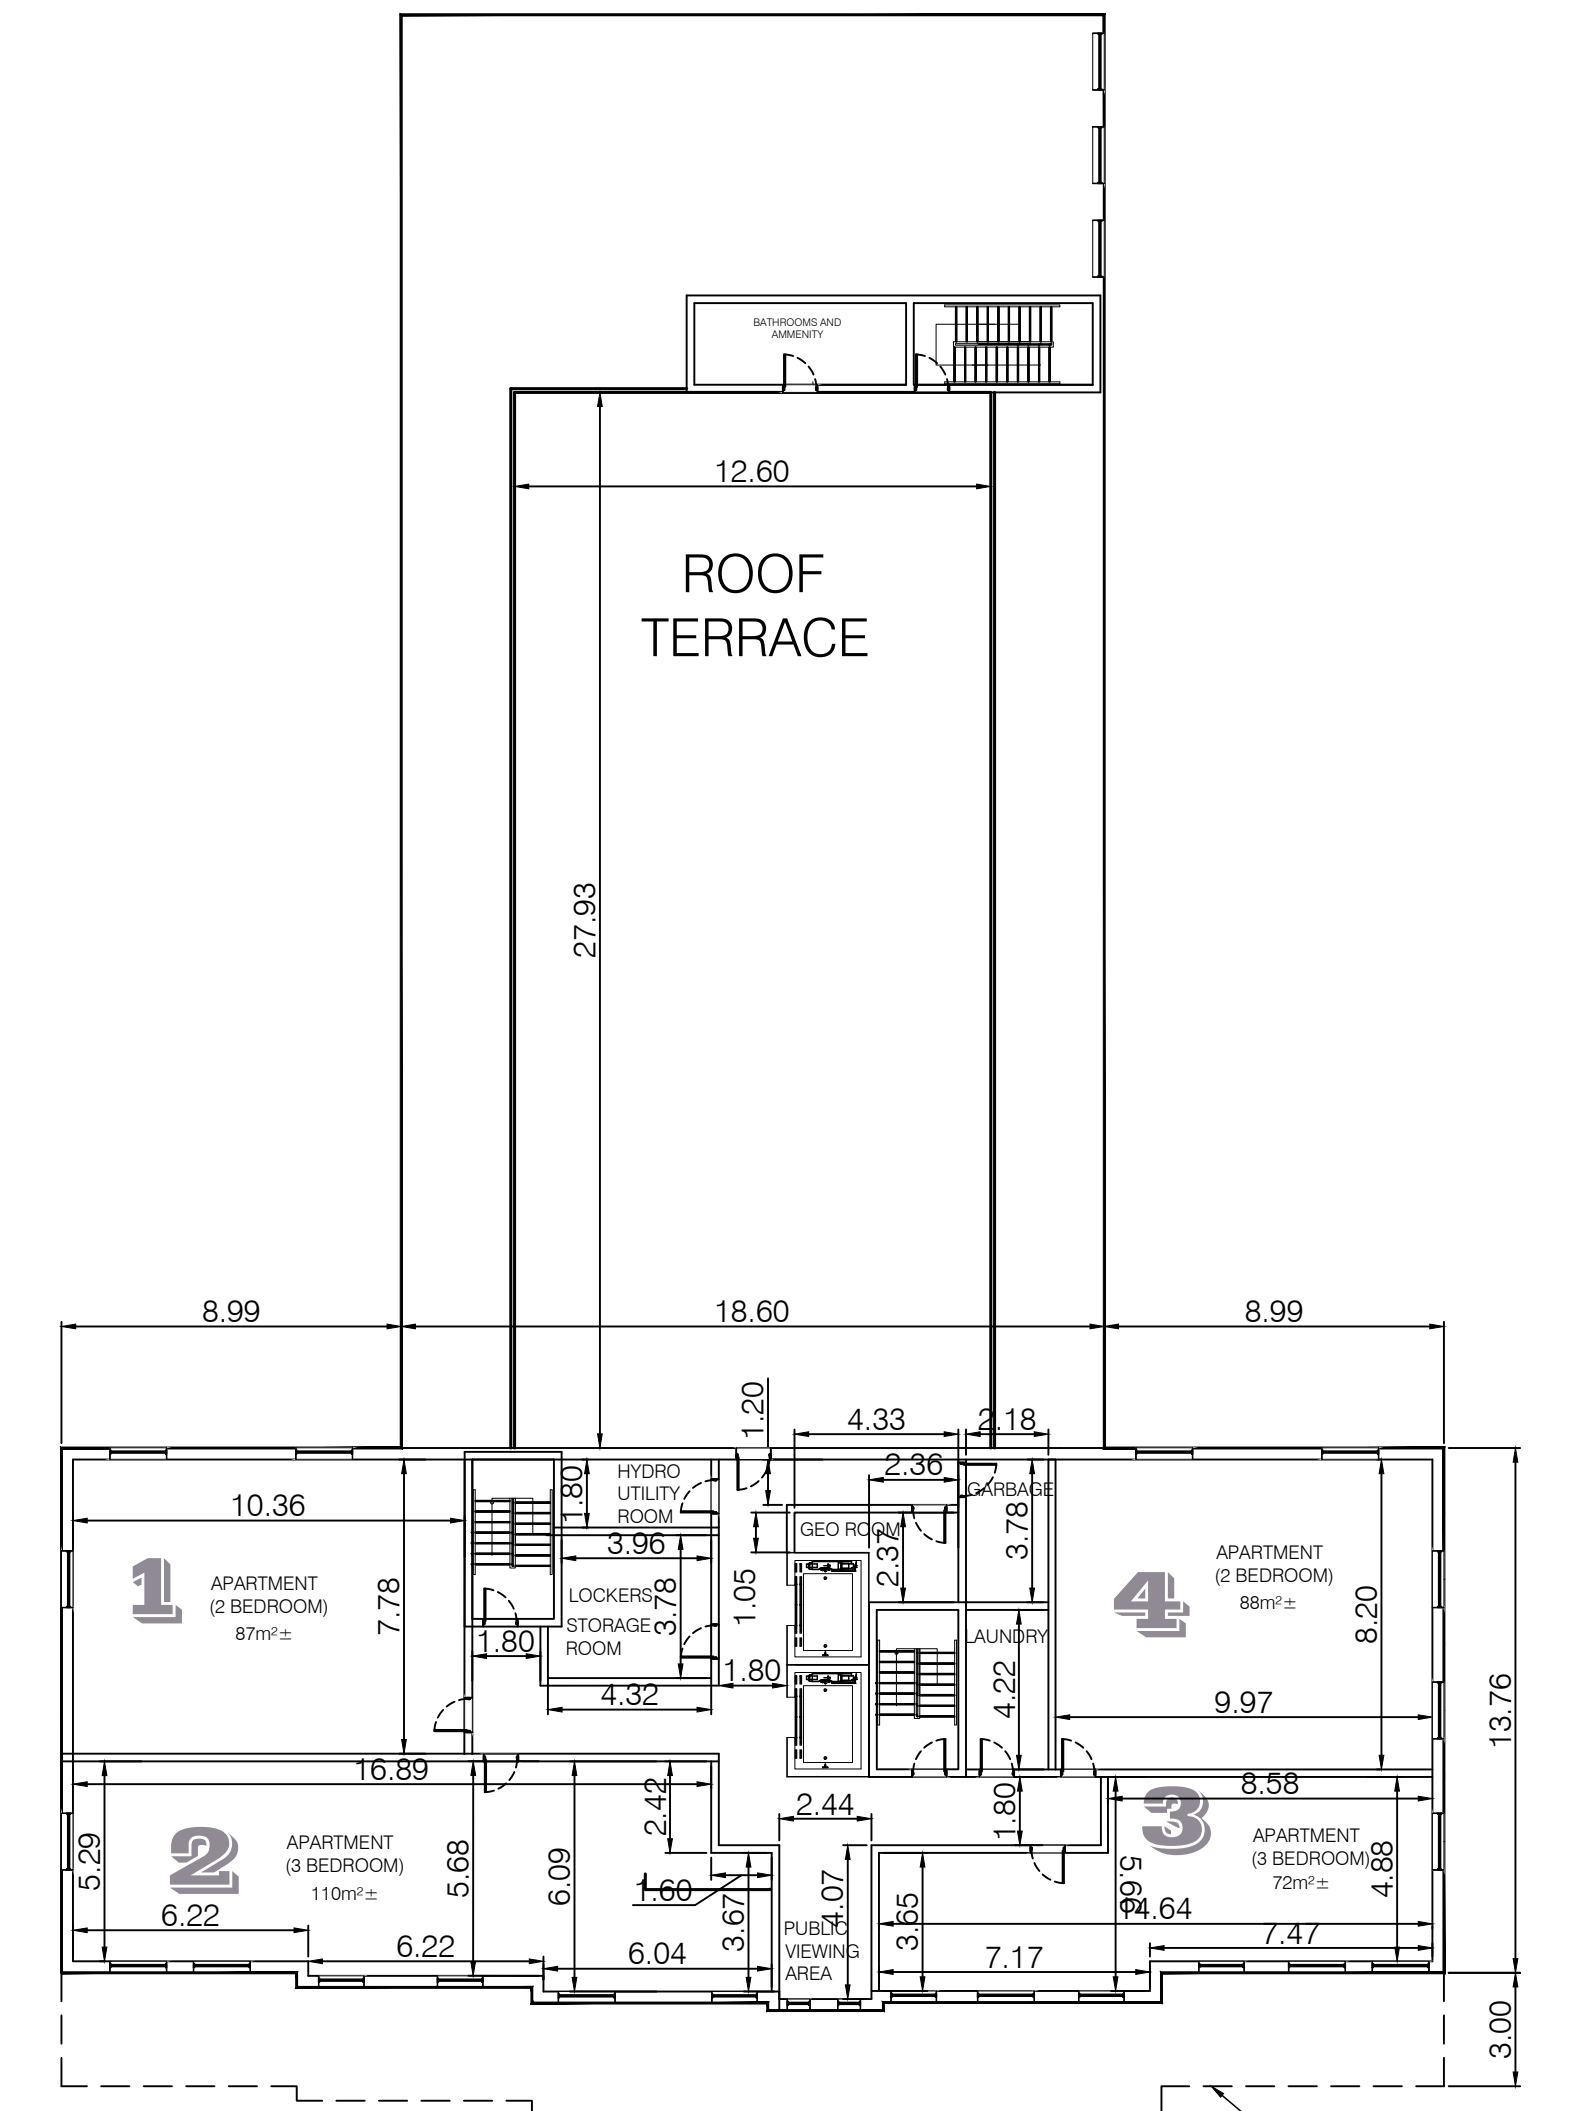 BATHROOMS AND
AMMENITY
12.60
ROOF
TERRACE
27.93
8.99
18.60
8.99
1.20
4.33
2.18
2.36
1.80
HYDRO
UTILITY
ROOM
GARBAGE
10.36
GEO ROOM
3.78
3.96
2.37
1
APARTMENT
(2 BEDROOM)
87m²±
7.78
LOCKERS
STORAGE
ROOM
3.78
1.05
4
APARTMENT
(2 BEDROOM)
88m²±
8.20
1.80
LAUNDRY
1.80
4.32
4.22
9.97
13.76
16.89
8.58
2.42
2.44
1.80
3
2
APARTMENT
(3 BEDROOM)
110m²±
5.29
5.68
6.09
APARTMENT
(3 BEDROOM)
72m²±
4.88
5.66
1.60
3.67
4.07
3.65
14.64
6.22
PUBLIC
VIEWING
AREA
6.22
6.04
7.17
7.47
3.00